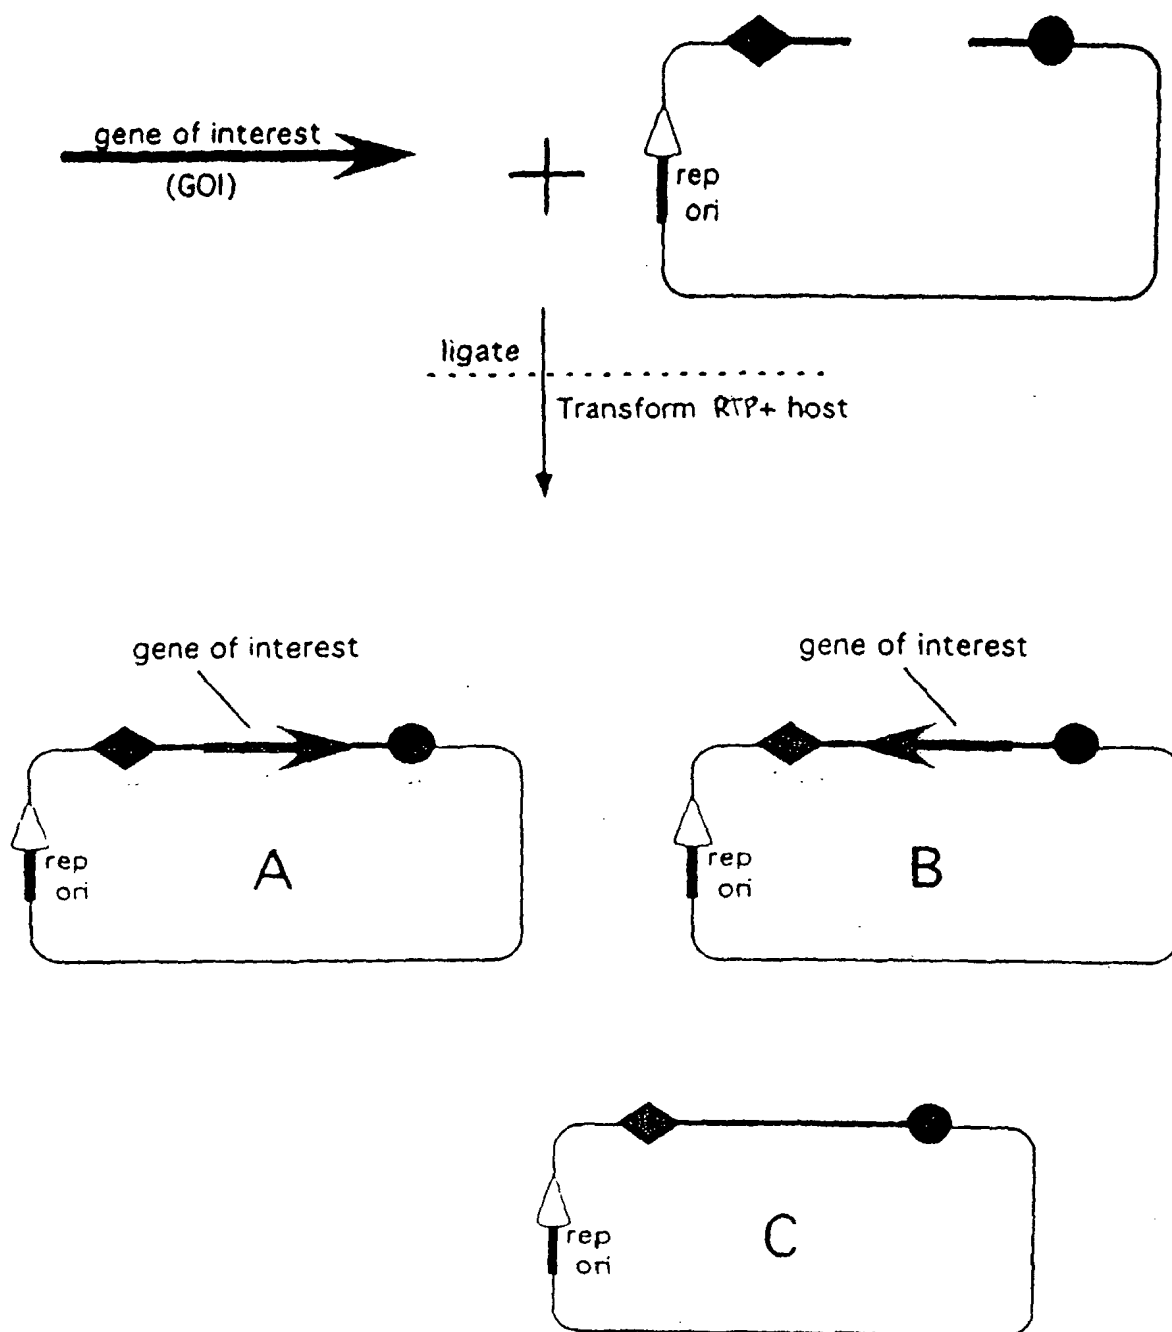 gene of interest
(GOI)
rep
ori
ligate
Transform RTP+ host
gene of interest
gene of interest
rep
ori
A
rep
ori
B
rep
ori
C